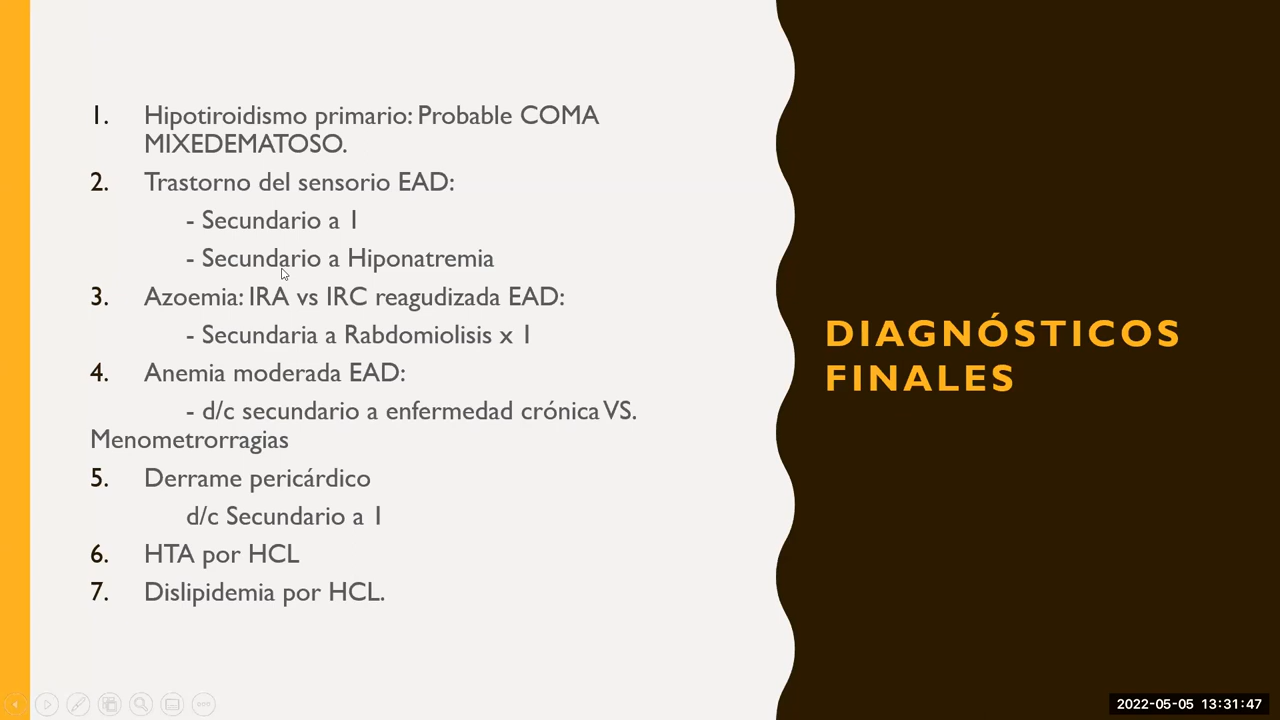 1. Hipotiroidismo primario: Probable COMA
MIXEDEMATOSO.
2. Trastorno del sensorio EAD:
- Secundario a 1
- Secundario a Hiponatremia
3. Azoemia: IRA vs IRC reagudizada EAD:
- Secundaria a Rabdomiolisis x 1
4. Anemia moderada EAD:
- d/c secundario a enfermedad crónica VS.
Menometrorragias
5. Derrame pericárdico
d/c Secundario a 1
6. HTA por HCL
7. Dislipidemia por HCL.
DIAGNÓSTICOS
FINALES
2022-05-05 13:31:47